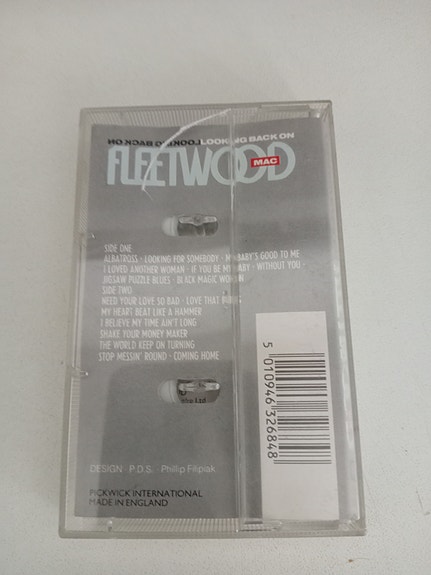 LOOKING BACK ON LOOKING BACK ON
FLEETWOOD
MAC
SIDE ONE
ALBATROSS · LOOKING FOR SOMEBODY · MY BABY'S GOOD TO ME
I LOVED ANOTHER WOMAN · IF YOU BE MY BABY · WITHOUT YOU ·
JIGSAW PUZZLE BLUES · BLACK MAGIC WOMAN
SIDE TWO
NEED YOUR LOVE SO BAD · LOVE THAT BURNS
MY HEART BEAT LIKE A HAMMER
I BELIEVE MY TIME AIN'T LONG
SHAKE YOUR MONEY MAKER
THE WORLD KEEP ON TURNING
STOP MESSIN' ROUND · COMING HOME
Ltd
DESIGN · P.D.S. · Phillip Filipiak
PICKWICK INTERNATIONAL
MADE IN ENGLAND
5 010946 326848